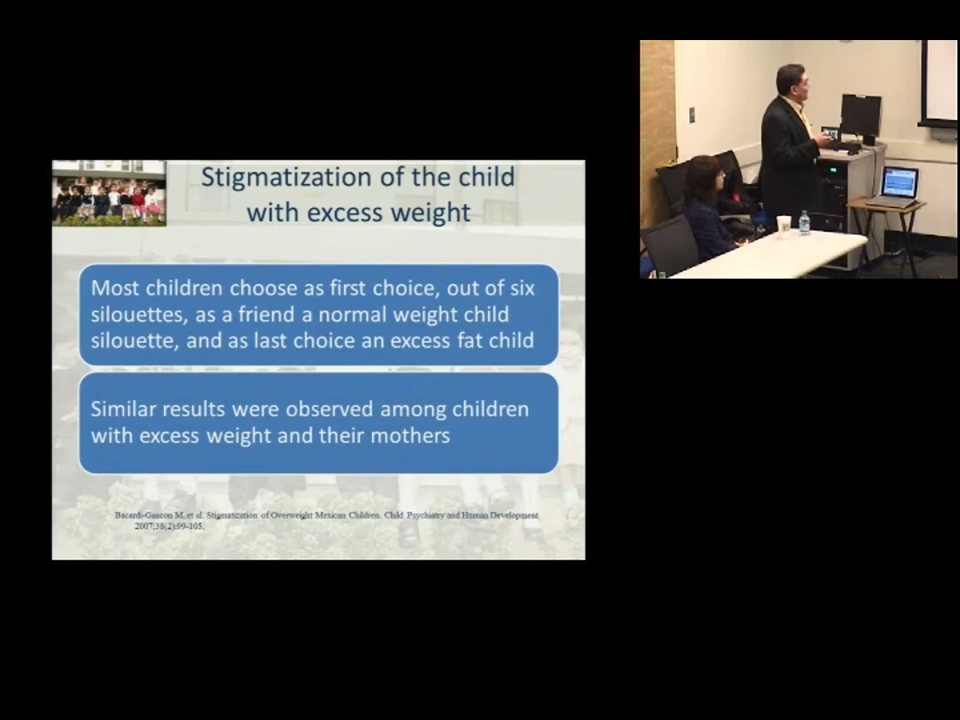 Stigmatization of the child
with excess weight
Most children choose as first choice, out of six
silouettes, as a friend a normal weight child
silouette, and as last choice an excess fat child
Similar results were observed among children
with excess weight and their mothers
Bacardi-Gascon M, et al. Stigmatization of Overweight Mexican Children. Child Psychiatry and Human Development
2007;38(2):99-105.